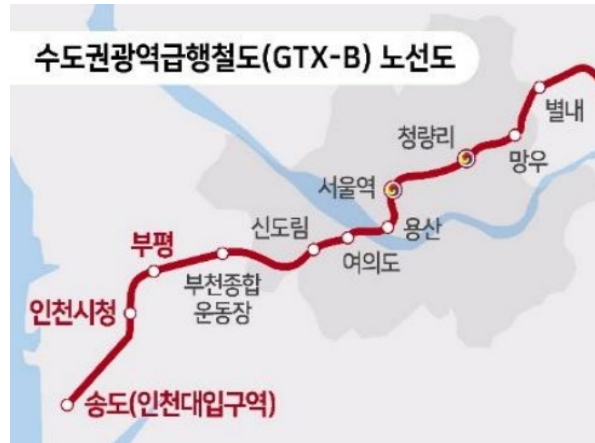 수도권광역급행철도(GTX-B) 노선도
별내
청량리
망우
서울역
신도림
용산
부평
여의도
부천종합
운동장
인천시청
송도(인천대입구역)